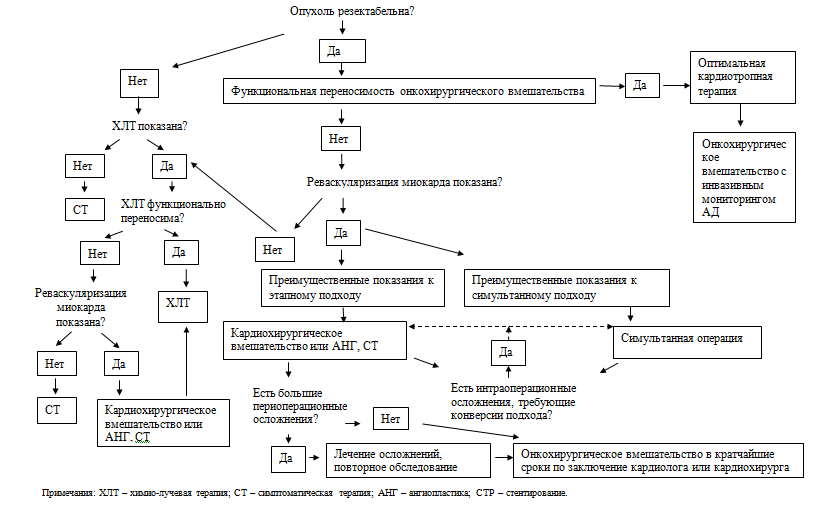 Опухоль резектабельна?
Да
Нет
Функциональная переносимость онкохирургического вмешательства
Да
Оптимальная
кардиотропная
терапия
ХЛТ показана?
Нет
Онкохирургичес
кое
вмешательство с
инвазивным
мониторингом
АД
Нет
Да
Реваскуляризация миокарда показана?
СТ
ХЛТ функционально
переносима?
Да
Нет
Нет
Да
Преимущественные показания к
этапному подходу
Преимущественные показания к
симультанному подходу
Реваскуляризация
миокарда
показана?
ХЛТ
Кардиохирургическое
вмешательство или АНГ, СТ
Симультанная операция
Да
Нет
Да
Есть большие
периоперационные
осложнения?
Есть интраоперационные
осложнения, требующие
конверсии подхода?
СТ
Кардиохирургическое
вмешательство или
АНГ, СТ
Нет
Да
Лечение осложнений,
повторное обследование
Онкохирургическое вмешательство в кратчайшие
сроки по заключение кардиолога или кардиохирурга
Примечания: ХЛТ – химио-лучевая терапия; СТ – симптоматическая терапия; АНГ – ангиопластика; СТР – стентирование.